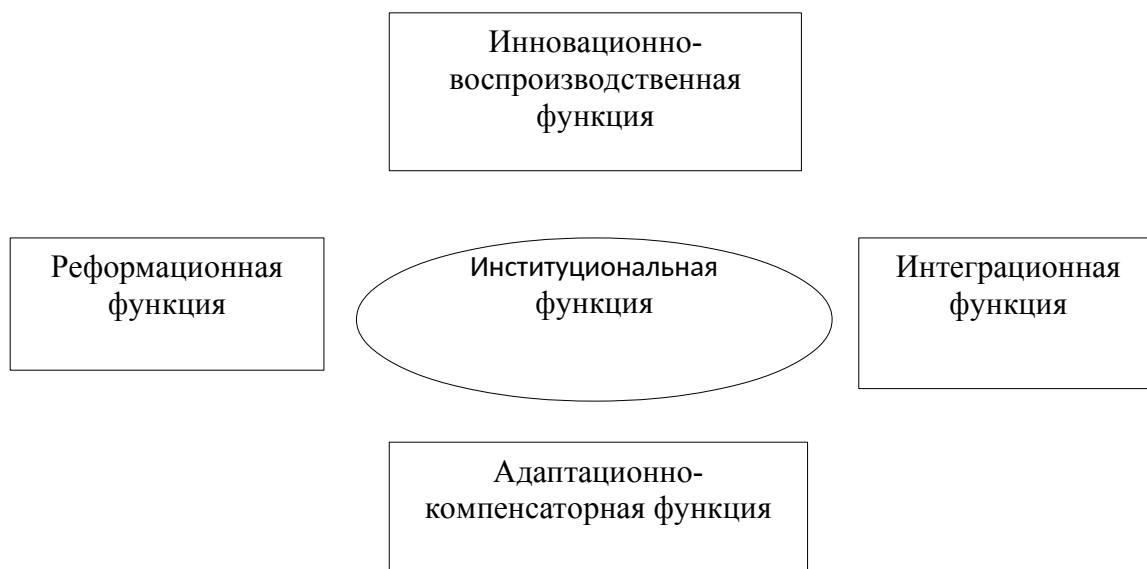 Инновационно-
воспроизводственная
функция
Реформационная
функция
Институциональная
функция
Интеграционная
функция
Адаптационно-
компенсаторная функция